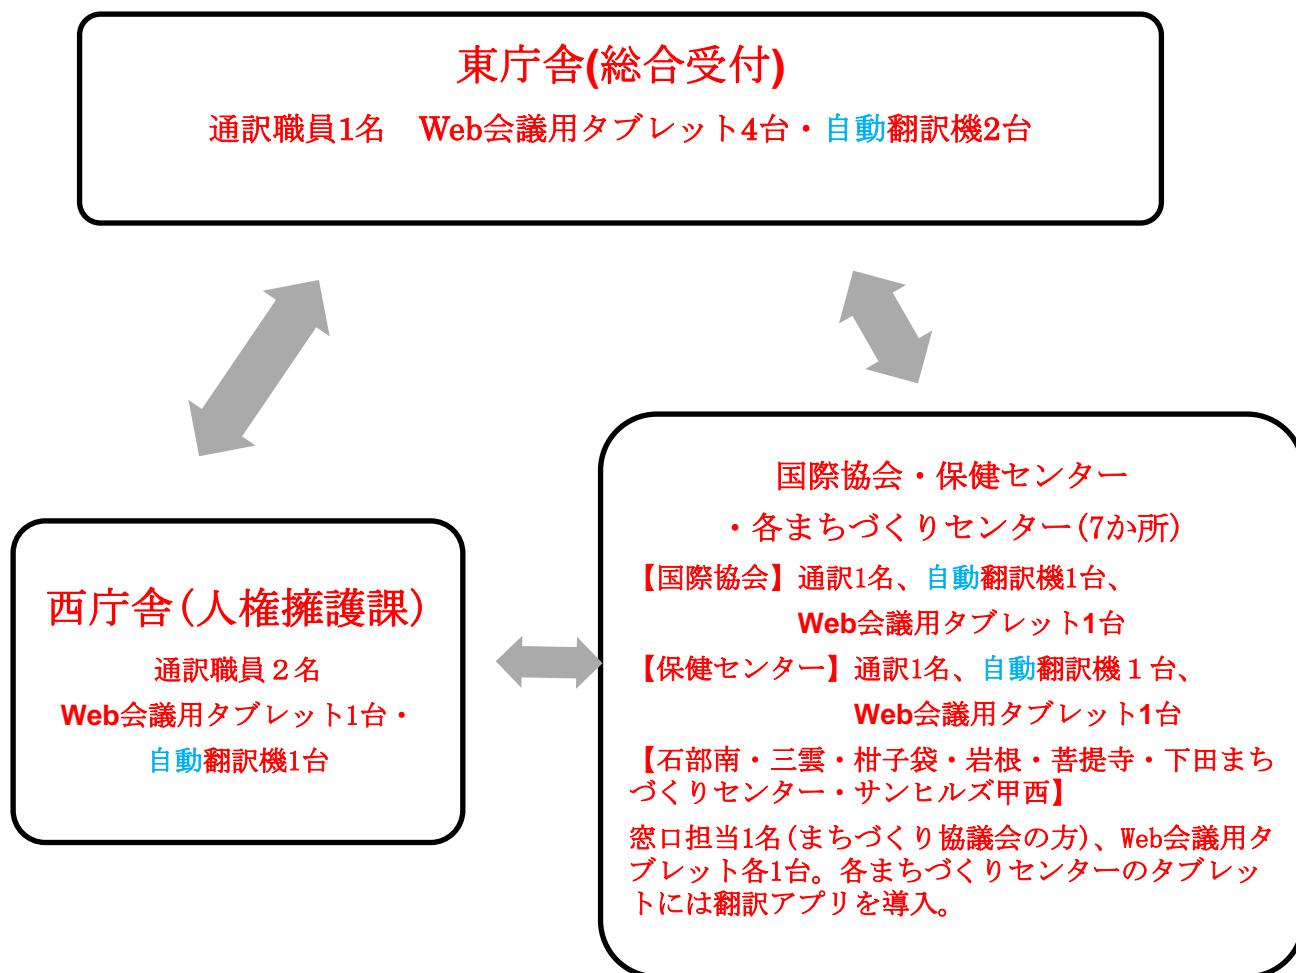 東庁舎(総合受付)
通訳職員1名　Web会議用タブレット4台・自動翻訳機2台
西庁舎(人権擁護課)
通訳職員２名
Web会議用タブレット1台・
自動翻訳機1台
国際協会・保健センター
・各まちづくりセンター(7か所)
【国際協会】通訳1名、自動翻訳機1台、
Web会議用タブレット1台
【保健センター】通訳1名、自動翻訳機１台、
Web会議用タブレット1台
【石部南・三雲・柑子袋・岩根・菩提寺・下田まち
づくりセンター・サンヒルズ甲西】
窓口担当1名(まちづくり協議会の方)、Web会議用タ
ブレット各1台。各まちづくりセンターのタブレッ
トには翻訳アプリを導入。